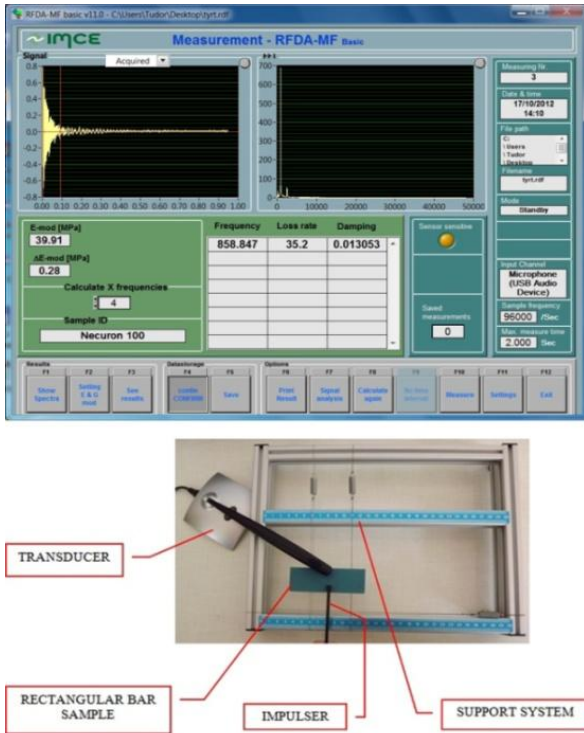 RFDA-MF basic v11.0 - C:\Users\Tudor\Desktop\tyrt.rdf
IMCE
Measurement - RFDA-MF Basic
Signal
Acquired
0.8
0.6
0.4
0.2
0.0
-0.2
-0.4
-0.6
-0.8
0.00 0.10 0.20 0.30 0.40 0.50 0.60 0.70 0.80 0.90 1.00
700
600
500
400
300
200
100
0
0 10000 20000 30000 40000 50000
Measuring Nr.
3
Date & time
17/10/2012
14:10
File path
C:
\Users
\Tudor
\Desktop
Filename
tyrt.rdf
Mode
Standby
Input Channel
Microphone
(USB Audio
Device)
Sample frequency
96000 /Sec
Max. measure time
2.000 Sec
E-mod [MPa]
39.91
ΔE-mod [MPa]
0.28
Calculate X frequencies
4
Sample ID
Necuron 100
Frequency Loss rate Damping
858.847 35.2 0.013053
Sensor sensoline
Saved
measurements
0
Results
Datastorage
Options
F1 F2 F3 F4 F5 F6 F7 F8 F9 F10 F11 F12
Show
Spectra
Setting
E & G
mod
See
results
CONFIRM
Save
Print
Result
Signal
analysis
Calculate
again
Measure
Settings
Exit
TRANSDUCER
RECTANGULAR BAR
SAMPLE
IMPULSER
SUPPORT SYSTEM